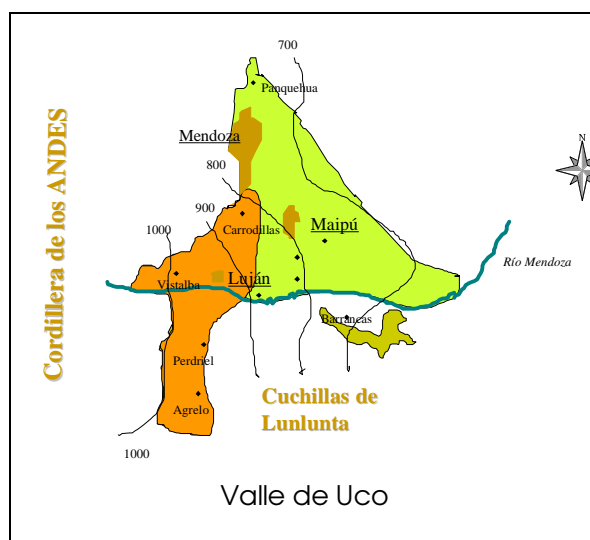 700
Panquehua
N
Mendoza
Cordillera de los ANDES
800
900
Carrodillas
Maipú
1000
Río Mendoza
Vistalba
Luján
Barrancas
Perdriel
Cuchillas de
Lunlunta
Agrelo
1000
Valle de Uco